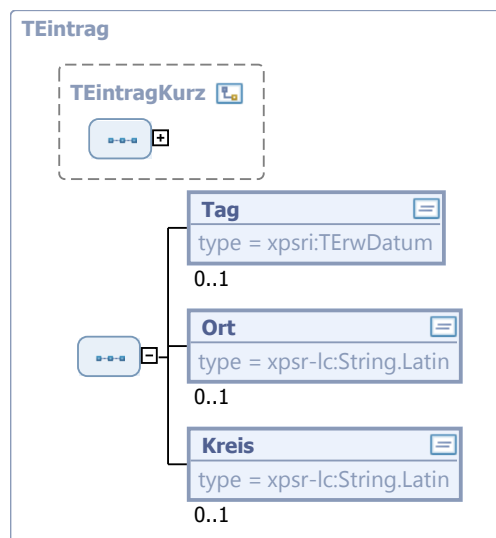 TEintrag
TEintragKurz
Tag
type = xpsri:TErwDatum
0..1
Ort
type = xpsr-lc:String.Latin
0..1
Kreis
type = xpsr-lc:String.Latin
0..1